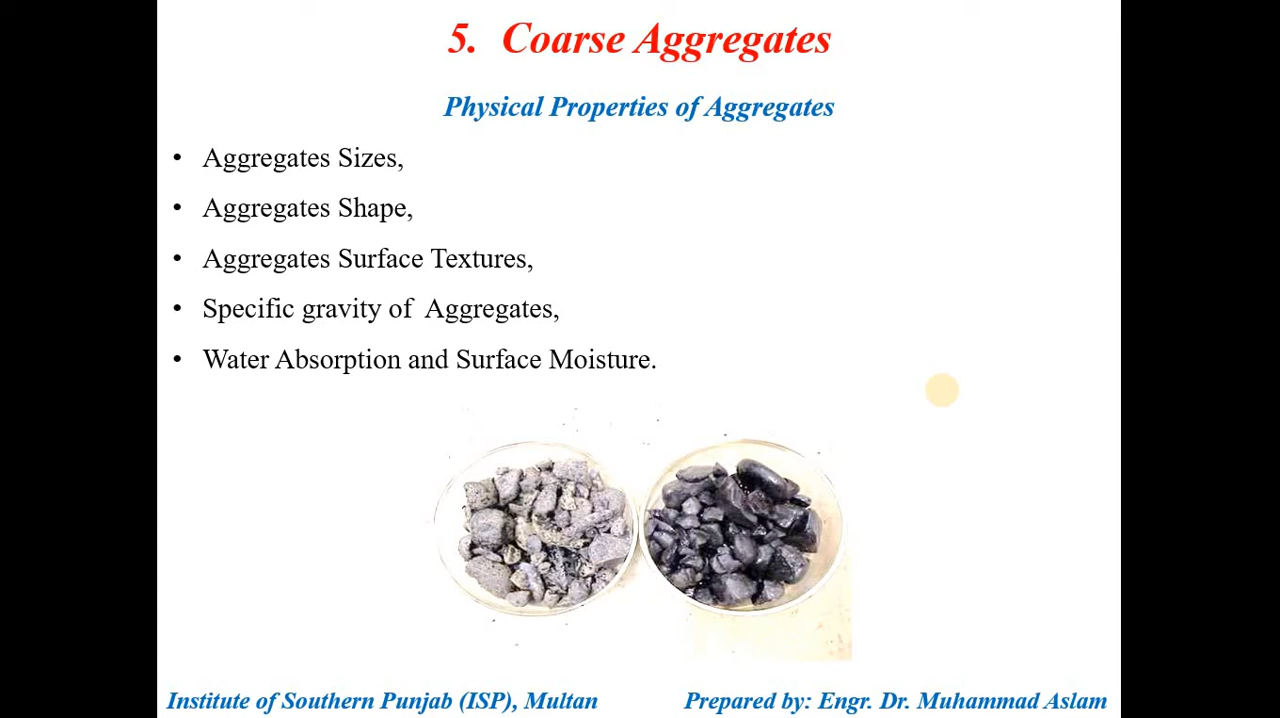 5. Coarse Aggregates
Physical Properties of Aggregates
• Aggregates Sizes,
• Aggregates Shape,
• Aggregates Surface Textures,
• Specific gravity of Aggregates,
• Water Absorption and Surface Moisture.
Institute of Southern Punjab (ISP), Multan
Prepared by: Engr. Dr. Muhammad Aslam